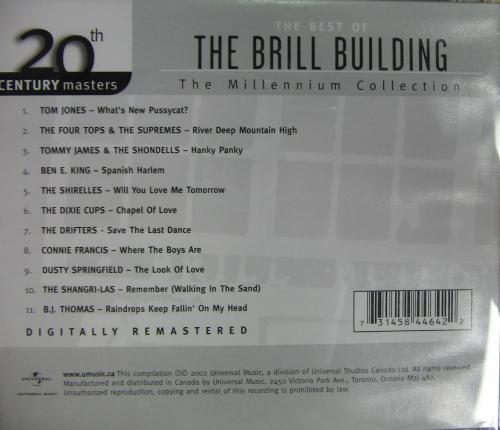 20th
CENTURY masters
THE BEST OF
THE BRILL BUILDING
The Millennium Collection
1. TOM JONES – What's New Pussycat?
2. THE FOUR TOPS & THE SUPREMES – River Deep Mountain High
3. TOMMY JAMES & THE SHONDELLS – Hanky Panky
4. BEN E. KING – Spanish Harlem
5. THE SHIRELLES – Will You Love Me Tomorrow
6. THE DIXIE CUPS – Chapel Of Love
7. THE DRIFTERS - Save The Last Dance
8. CONNIE FRANCIS – Where The Boys Are
9. DUSTY SPRINGFIELD – The Look Of Love
10. THE SHANGRI-LAS – Remember (Walking In The Sand)
11. B.J. THOMAS – Raindrops Keep Fallin' On My Head
DIGITALLY REMASTERED
7 31458 44642 2
UNIVERSAL
UNIVERSAL MUSIC
www.umusic.ca This compilation ℗© 2002 Universal Music, a division of Universal Studios Canada Ltd. All rights reserved
Manufactured and distributed in Canada by Universal Music, 2450 Victoria Park Ave., Toronto, Ontario M2J 4A2.
Unauthorized reproduction, copying and rental of this recording is prohibited by law.